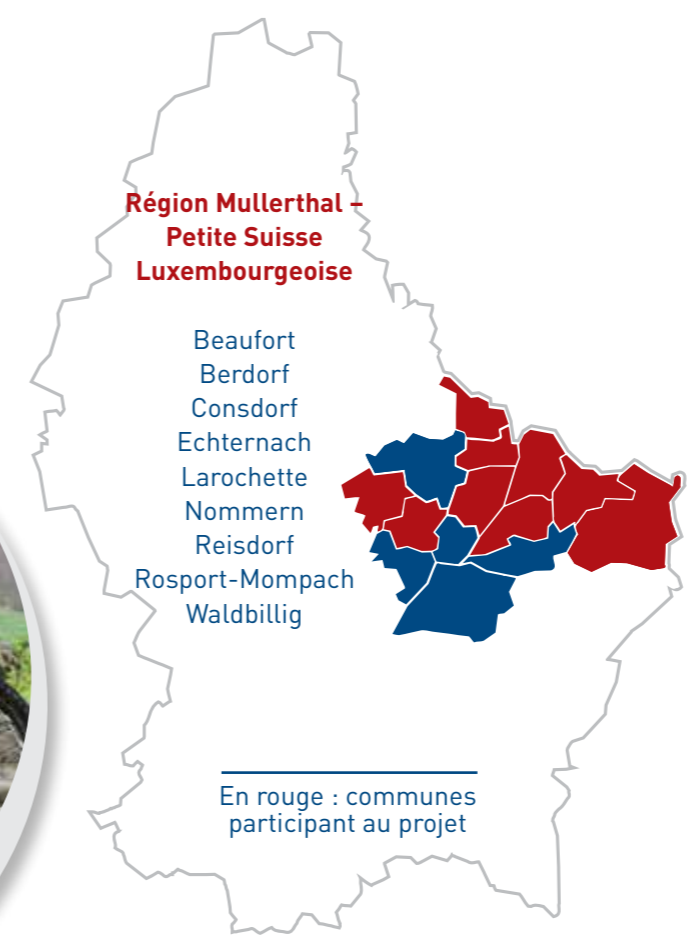 Région Mullerthal –
Petite Suisse
Luxembourgeoise
Beaufort
Berdorf
Consdorf
Echternach
Larochette
Nommern
Reisdorf
Rosport-Mompach
Waldbillig
En rouge : communes
participant au projet